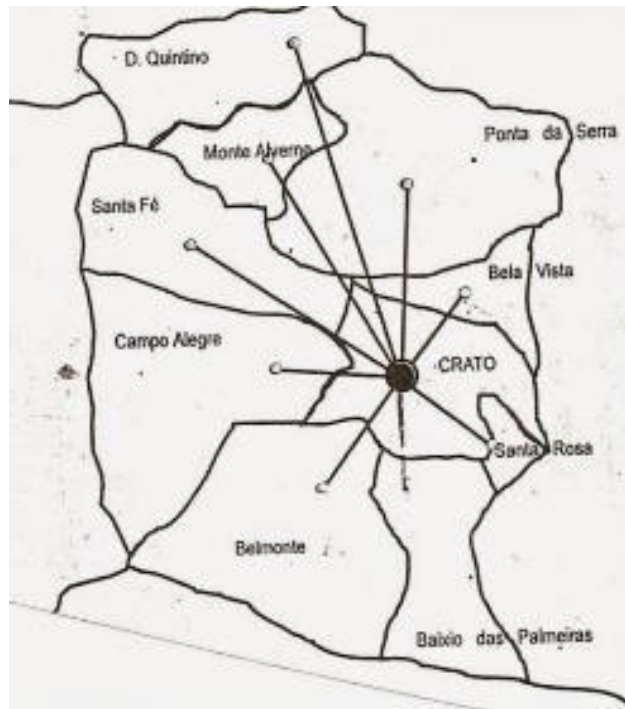 D. Quintino
Ponta da Serra
Monte Alverne
Santa Fé
Bela Vista
Campo Alegre
CRATO
Santa Rosa
Belmonte
Baixio das Palmeiras